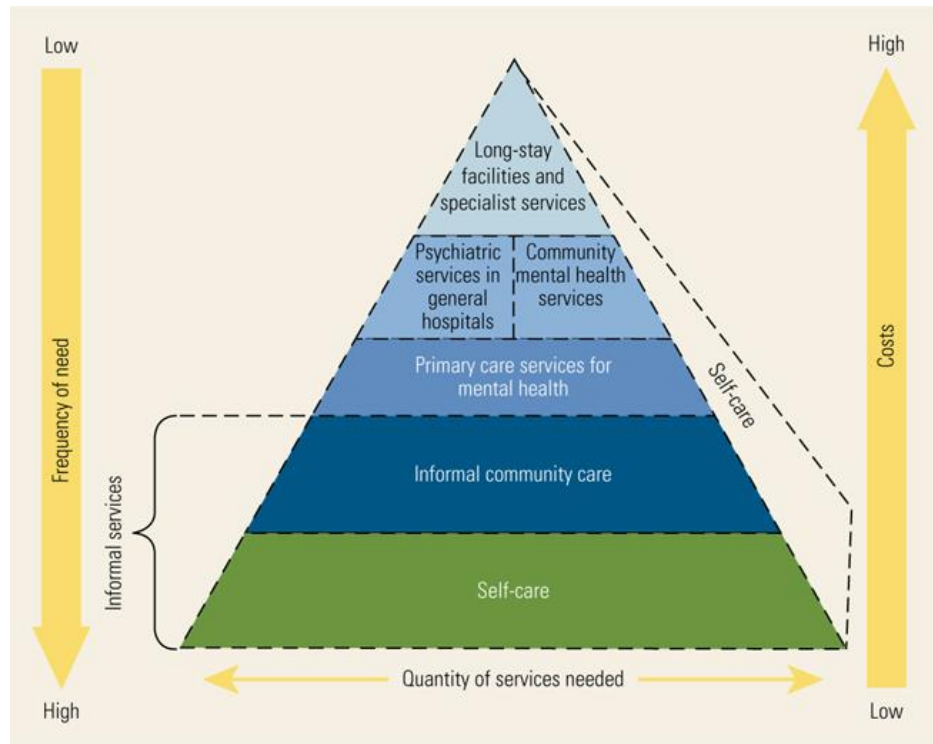 Low
High
Long-stay
facilities and
specialist services
Psychiatric
services in
general
hospitals
Community
mental health
services
Primary care services for
mental health
Self-care
Frequency of need
Costs
Informal community care
Informal services
Self-care
Quantity of services needed
High
Low